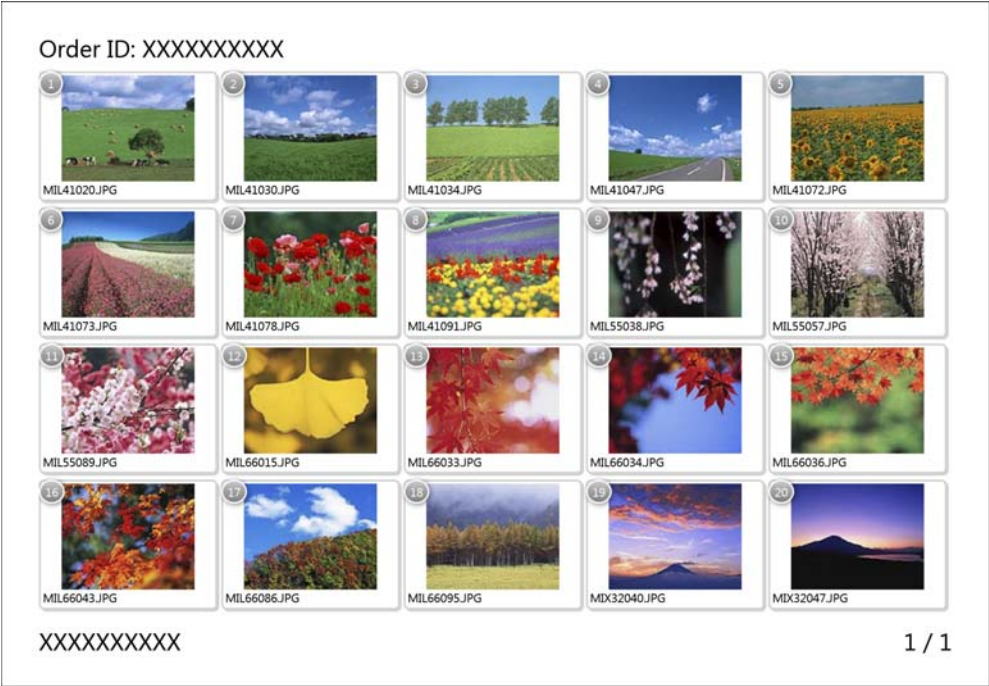 Order ID: XXXXXXXXXX
1 2 3 4 5
MIL41020.JPG MIL41030.JPG MIL41034.JPG MIL41047.JPG MIL41072.JPG
6 7 8 9 10
MIL41073.JPG MIL41078.JPG MIL41091.JPG MIL55038.JPG MIL55057.JPG
11 12 13 14 15
MIL55089.JPG MIL66015.JPG MIL66033.JPG MIL66034.JPG MIL66036.JPG
16 17 18 19 20
MIL66043.JPG MIL66086.JPG MIL66095.JPG MIX32040.JPG MIX32047.JPG
XXXXXXXXXX 1 / 1